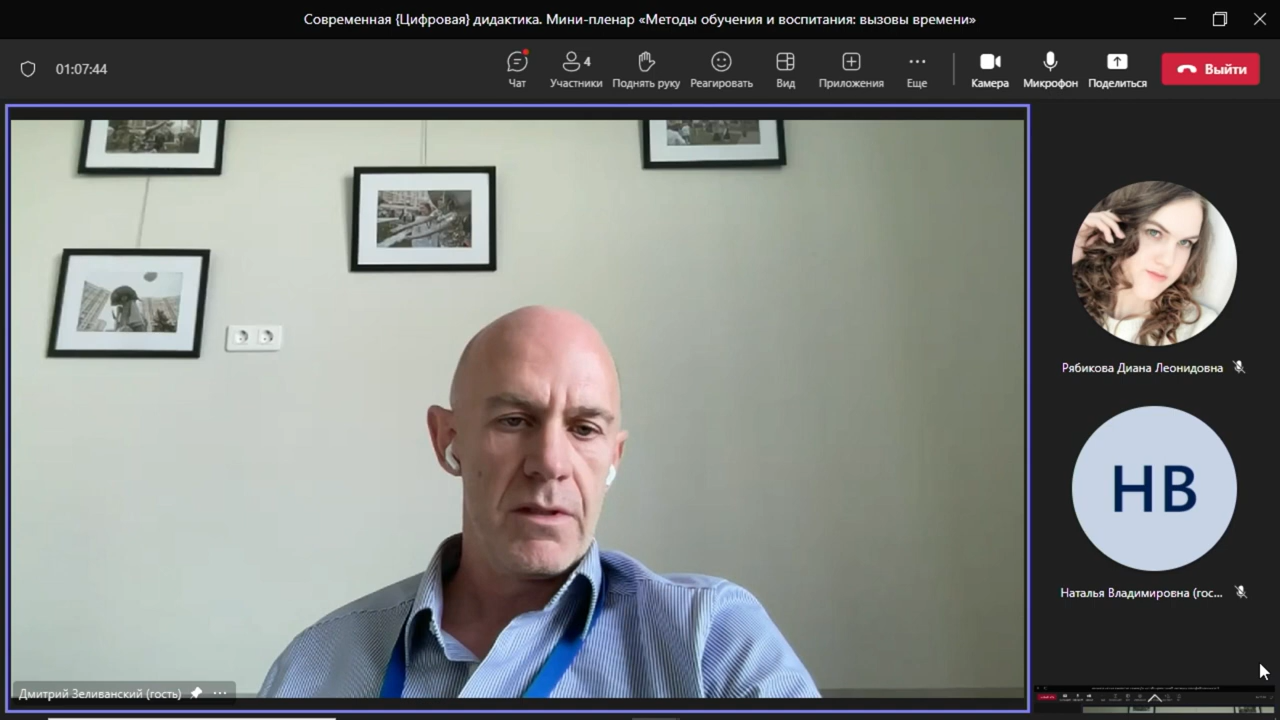 Современная {Цифровая} дидактика. Мини-пленар «Методы обучения и воспитания: вызовы времени»
01:07:44
4
Чат
Участники
Поднять руку
Реагировать
Вид
Приложения
Еще
Камера
Микрофон
Поделиться
Выйти
Рябикова Диана Леонидовна
НВ
Наталья Владимировна (гос...
Дмитрий Зеливанский (гость)